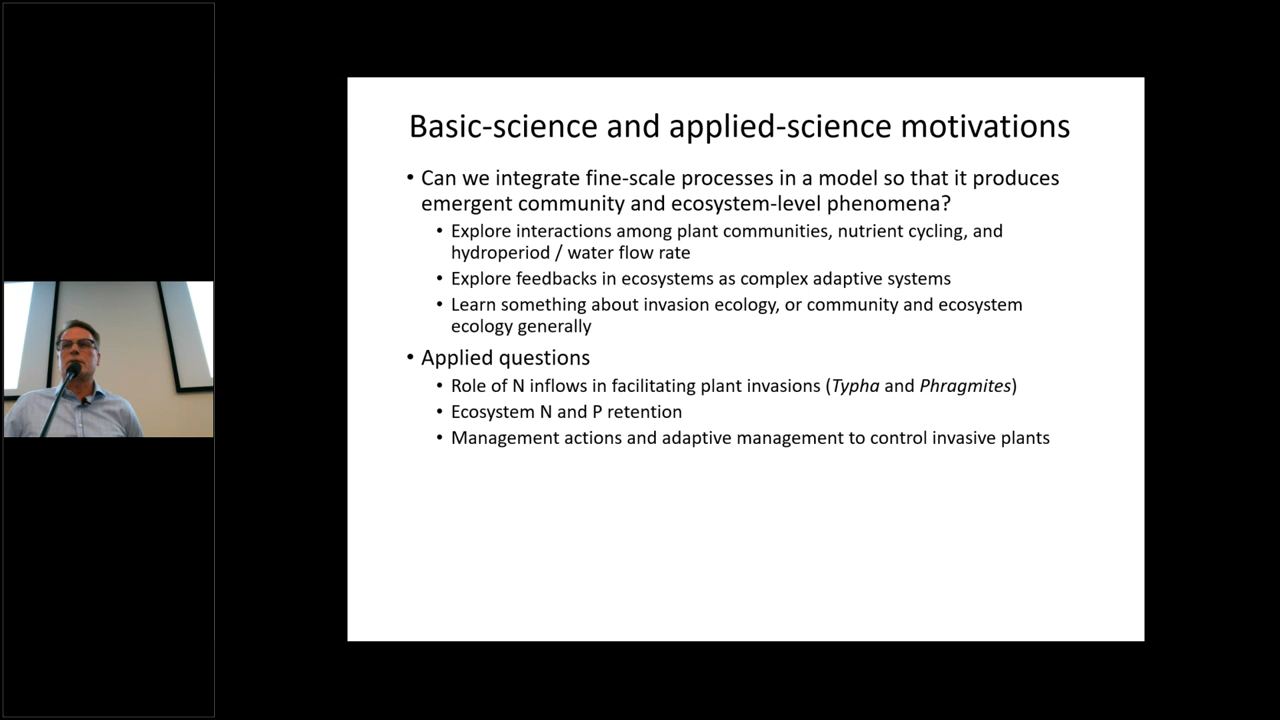 Basic-science and applied-science motivations
• Can we integrate fine-scale processes in a model so that it produces
emergent community and ecosystem-level phenomena?
• Explore interactions among plant communities, nutrient cycling, and
hydroperiod / water flow rate
• Explore feedbacks in ecosystems as complex adaptive systems
• Learn something about invasion ecology, or community and ecosystem
ecology generally
• Applied questions
• Role of N inflows in facilitating plant invasions (Typha and Phragmites)
• Ecosystem N and P retention
• Management actions and adaptive management to control invasive plants